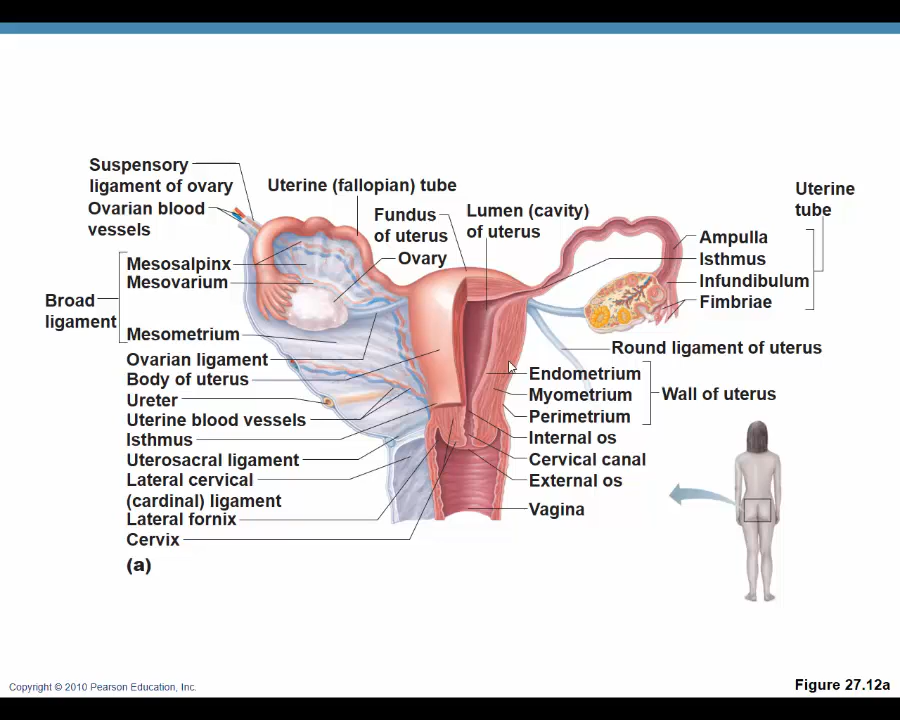 Suspensory
ligament of ovary
Ovarian blood
vessels
Mesosalpinx
Mesovarium
Broad
ligament
Mesometrium
Ovarian ligament
Body of uterus
Ureter
Uterine blood vessels
Isthmus
Uterosacral ligament
Lateral cervical
(cardinal) ligament
Lateral fornix
Cervix
(a)
Uterine (fallopian) tube
Fundus
of uterus
Ovary
Lumen (cavity)
of uterus
Uterine
tube
Ampulla
Isthmus
Infundibulum
Fimbriae
Round ligament of uterus
Endometrium
Myometrium
Perimetrium
Wall of uterus
Internal os
Cervical canal
External os
Vagina
Copyright © 2010 Pearson Education, Inc.
Figure 27.12a